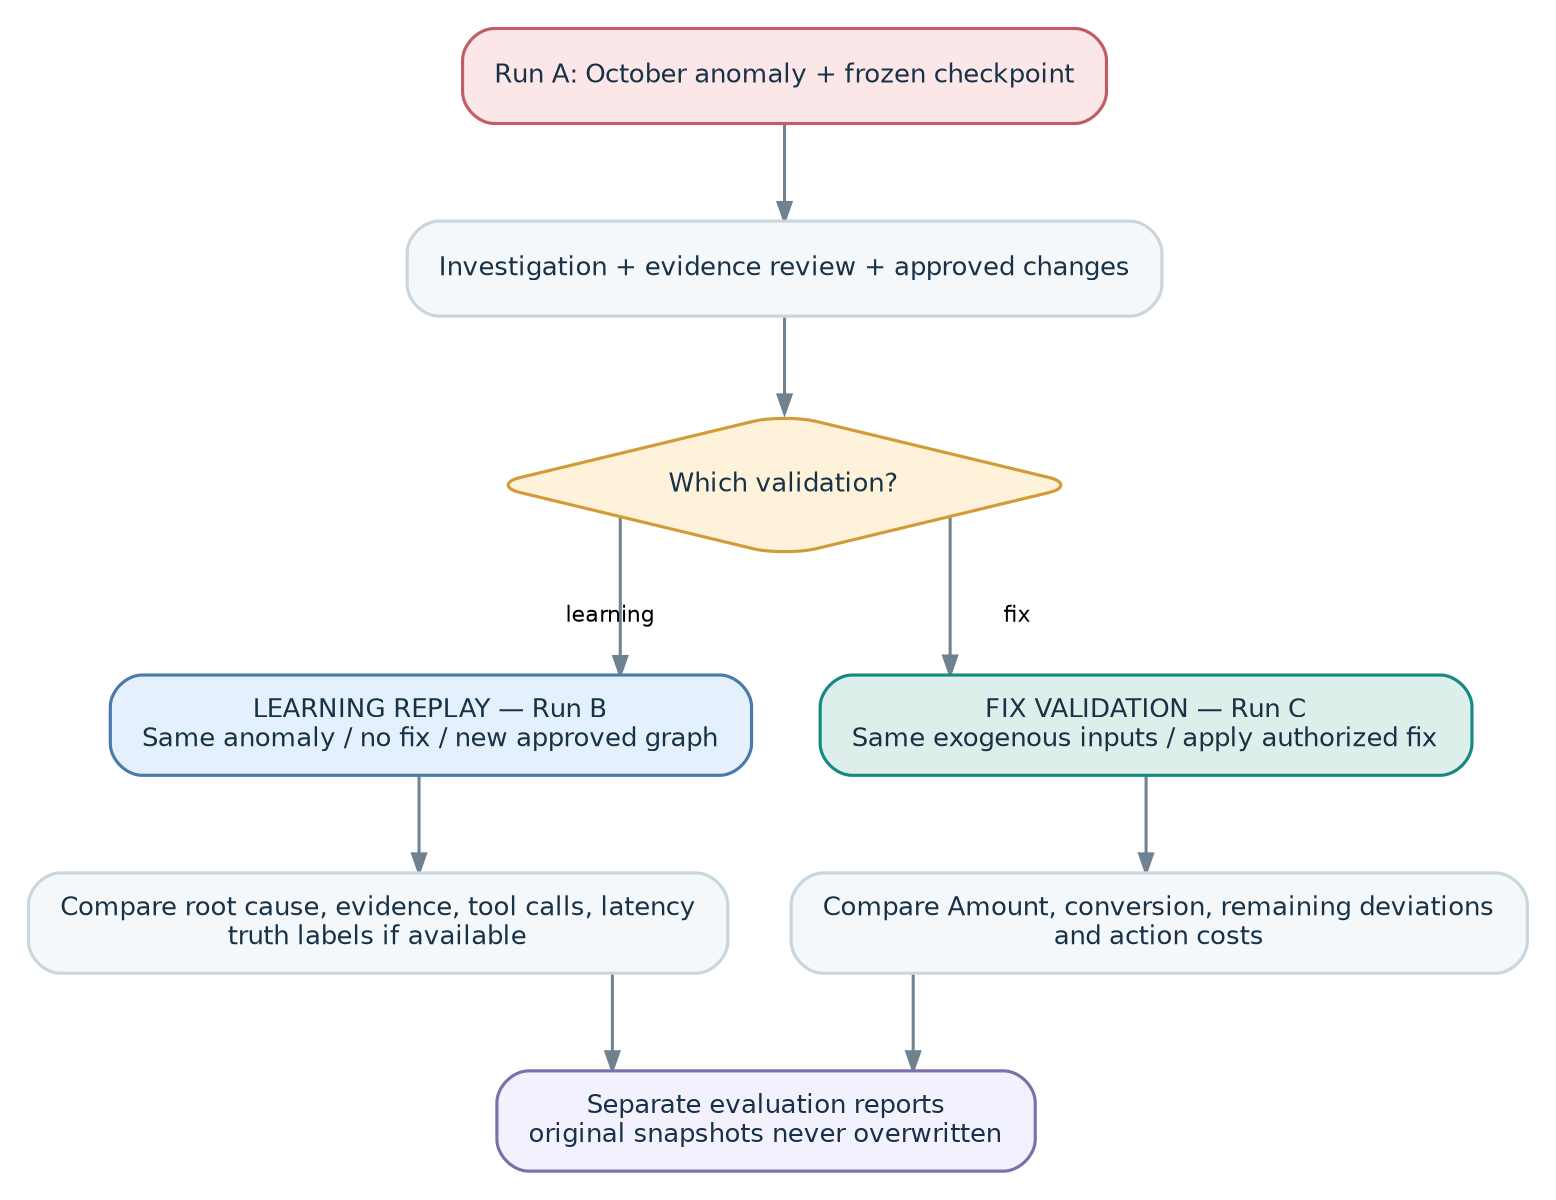 Run A: October anomaly + frozen checkpoint
Investigation + evidence review + approved changes
Which validation?
learning
fix
LEARNING REPLAY — Run B
Same anomaly / no fix / new approved graph
FIX VALIDATION — Run C
Same exogenous inputs / apply authorized fix
Compare root cause, evidence, tool calls, latency
truth labels if available
Compare Amount, conversion, remaining deviations
and action costs
Separate evaluation reports
original snapshots never overwritten